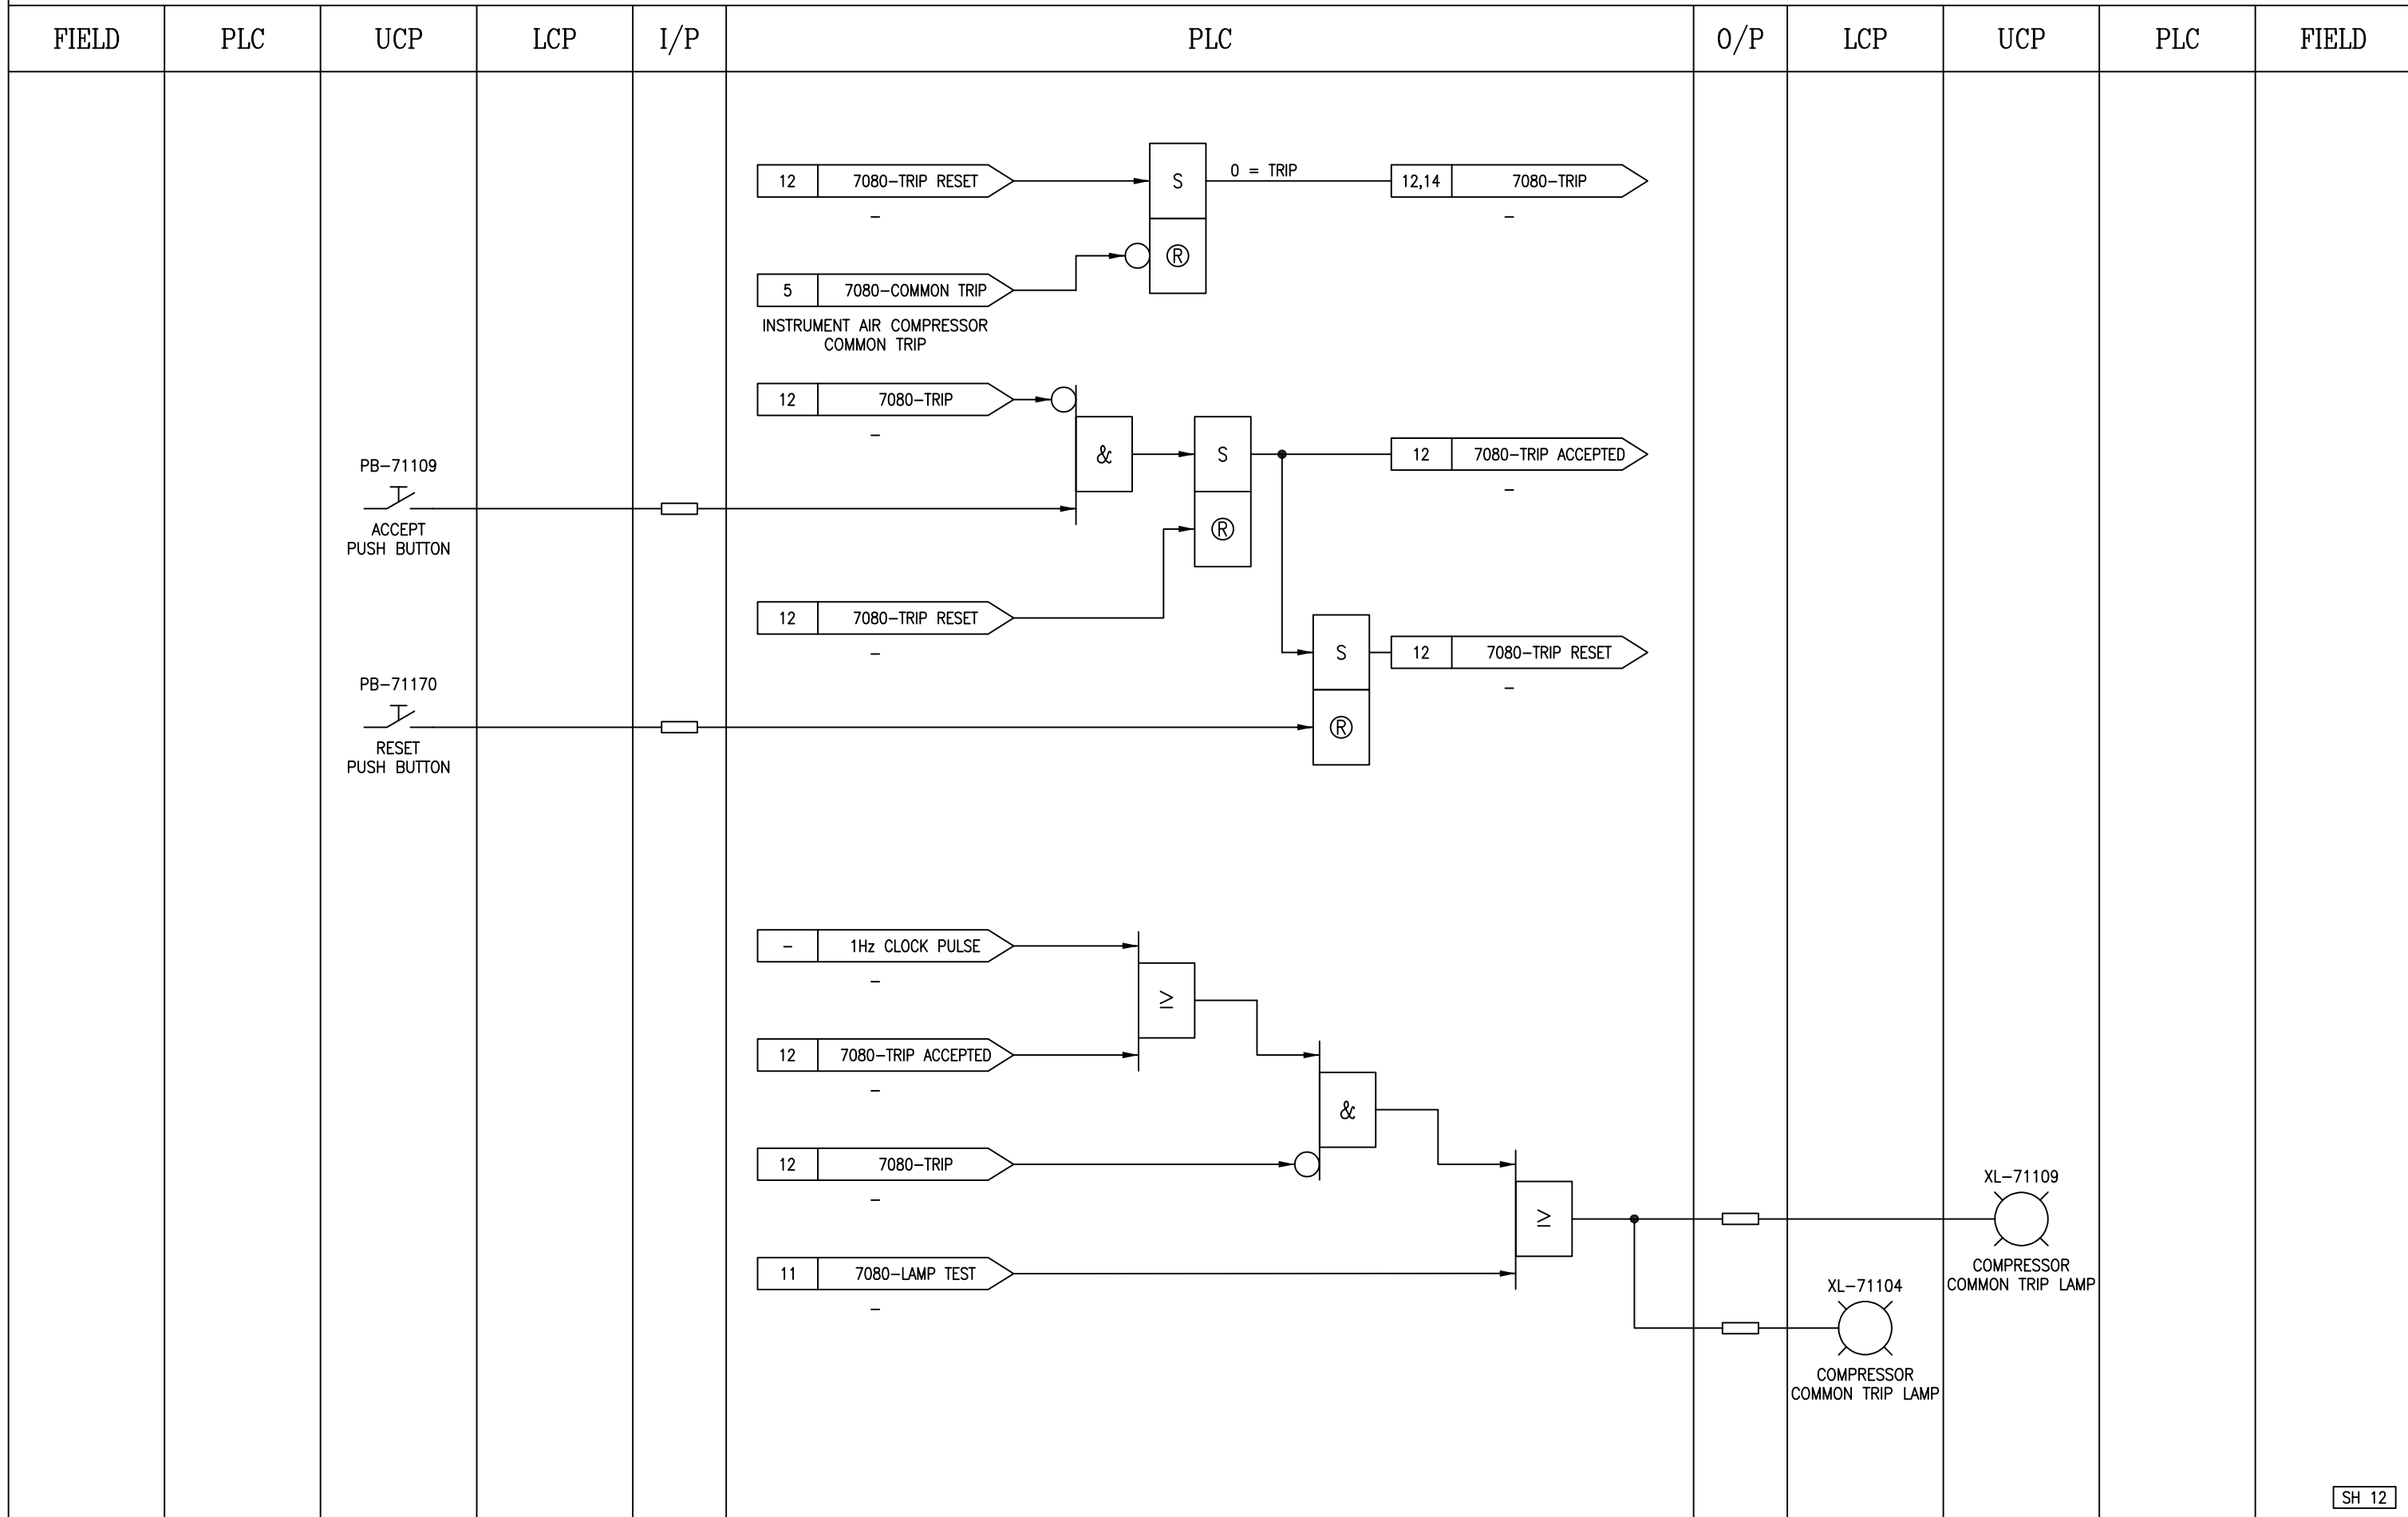 FIELD PLC UCP LCP I/P PLC O/P LCP UCP PLC FIELD
12 7080-TRIP RESET
-
S
Ⓡ
0 = TRIP
12,14 7080-TRIP
-
5 7080-COMMON TRIP
INSTRUMENT AIR COMPRESSOR
COMMON TRIP
12 7080-TRIP
-
&
S
Ⓡ
12 7080-TRIP ACCEPTED
-
PB-71109
ACCEPT
PUSH BUTTON
12 7080-TRIP RESET
-
S
Ⓡ
12 7080-TRIP RESET
-
PB-71170
RESET
PUSH BUTTON
- 1Hz CLOCK PULSE
-
≥
12 7080-TRIP ACCEPTED
-
&
12 7080-TRIP
-
≥
11 7080-LAMP TEST
-
XL-71109
COMPRESSOR
COMMON TRIP LAMP
XL-71104
COMPRESSOR
COMMON TRIP LAMP
SH 12